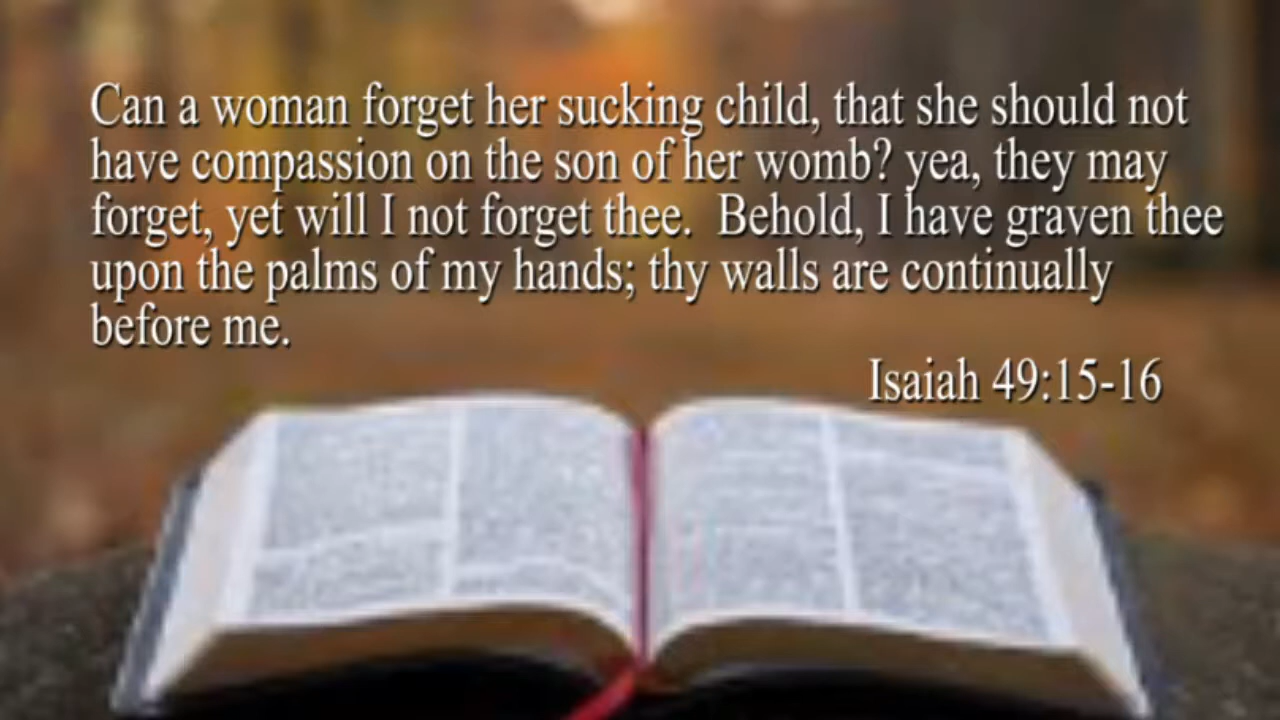 Can a woman forget her sucking child, that she should not
have compassion on the son of her womb? yea, they may
forget, yet will I not forget thee.  Behold, I have graven thee
upon the palms of my hands; thy walls are continually
before me.
Isaiah 49:15-16